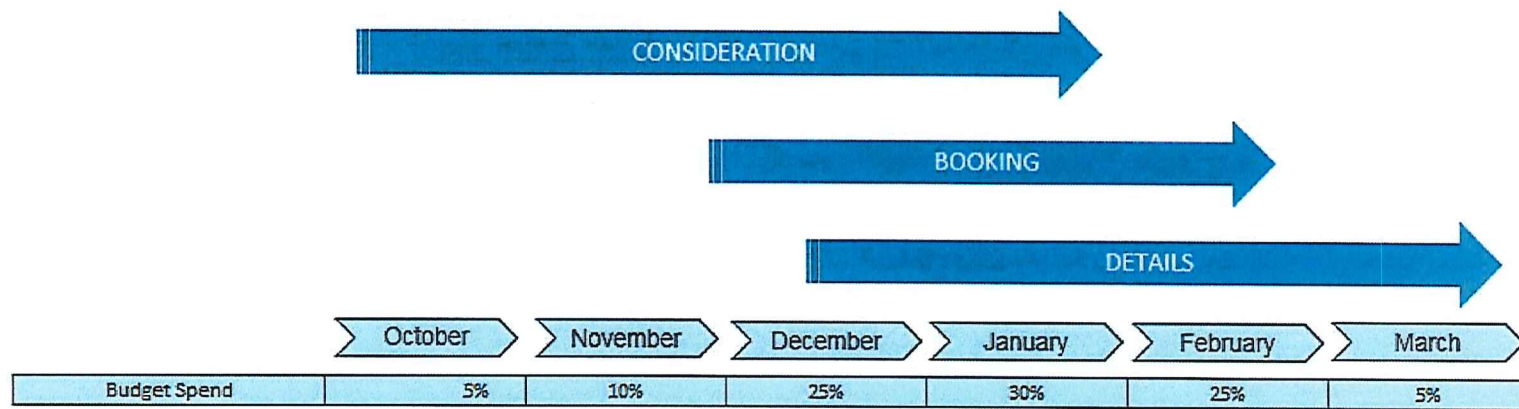 CONSIDERATION
BOOKING
DETAILS
October November December January February March
Budget Spend 5% 10% 25% 30% 25% 5%